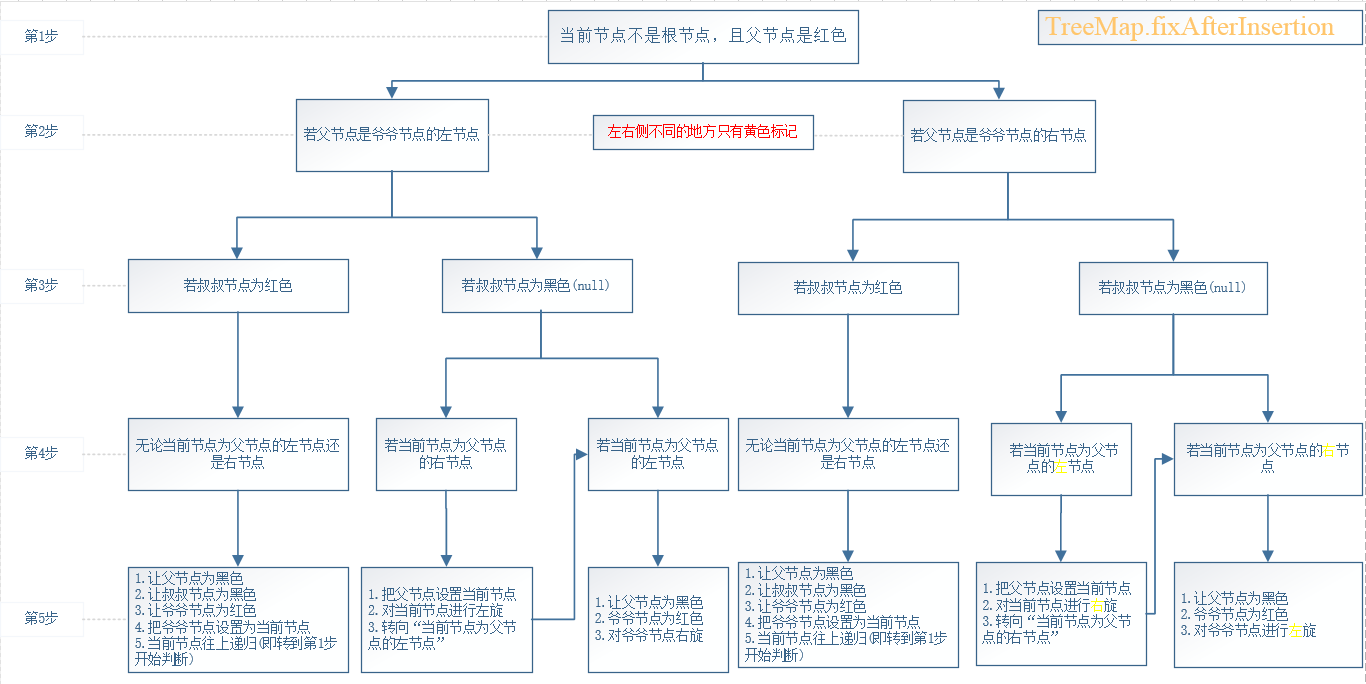 第1步
当前节点不是根节点，且父节点是红色
TreeMap.fixAfterInsertion
第2步
若父节点是爷爷节点的左节点
左右侧不同的地方只有黄色标记
若父节点是爷爷节点的右节点
第3步
若叔叔节点为红色
若叔叔节点为黑色(null)
若叔叔节点为红色
若叔叔节点为黑色(null)
第4步
无论当前节点为父节点的左节点还
是右节点
若当前节点为父节点
的右节点
若当前节点为父节点
的左节点
无论当前节点为父节点的左节点还
是右节点
若当前节点为父节
点的左节点
若当前节点为父节点的右节
点
第5步
1.让父节点为黑色
2.让叔叔节点为黑色
3.让爷爷节点为红色
4.把爷爷节点设置为当前节点
5.当前节点往上递归(即转到第1步
开始判断)
1.把父节点设置当前节点
2.对当前节点进行左旋
3.转向“当前节点为父节
点的左节点”
1.让父节点为黑色
2.爷爷节点为红色
3.对爷爷节点右旋
1.让父节点为黑色
2.让叔叔节点为黑色
3.让爷爷节点为红色
4.把爷爷节点设置为当前节点
5.当前节点往上递归(即转到第1步
开始判断)
1.把父节点设置当前节点
2.对当前节点进行右旋
3.转向“当前节点为父节
点的右节点”
1.让父节点为黑色
2.爷爷节点为红色
3.对爷爷节点进行左旋